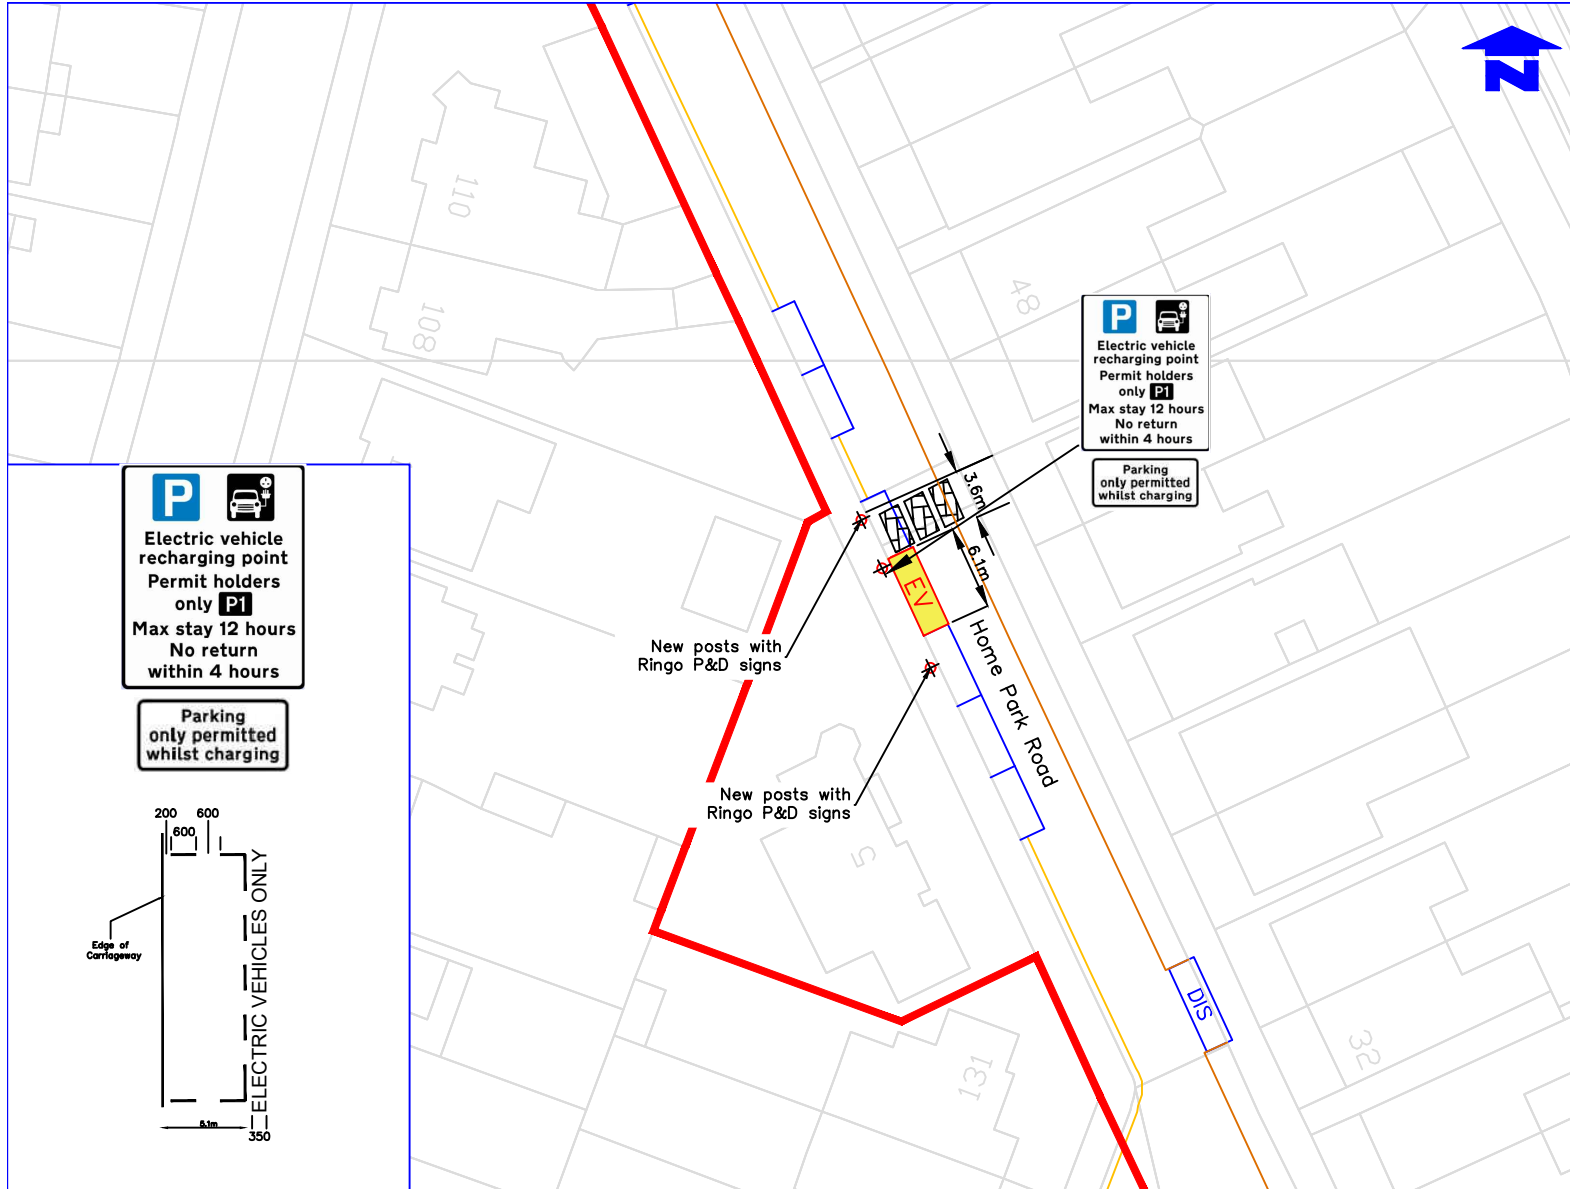 N
110
108
48
P
Electric vehicle
recharging point
Permit holders
only P1
Max stay 12 hours
No return
within 4 hours
Parking
only permitted
whilst charging
3.6m
6.1m
EV
Home Park Road
New posts with
Ringo P&D signs
New posts with
Ringo P&D signs
5
DIS
32
131
P
Electric vehicle
recharging point
Permit holders
only P1
Max stay 12 hours
No return
within 4 hours
Parking
only permitted
whilst charging
200
600
600
Edge of
Carriageway
ELECTRIC VEHICLES ONLY
350